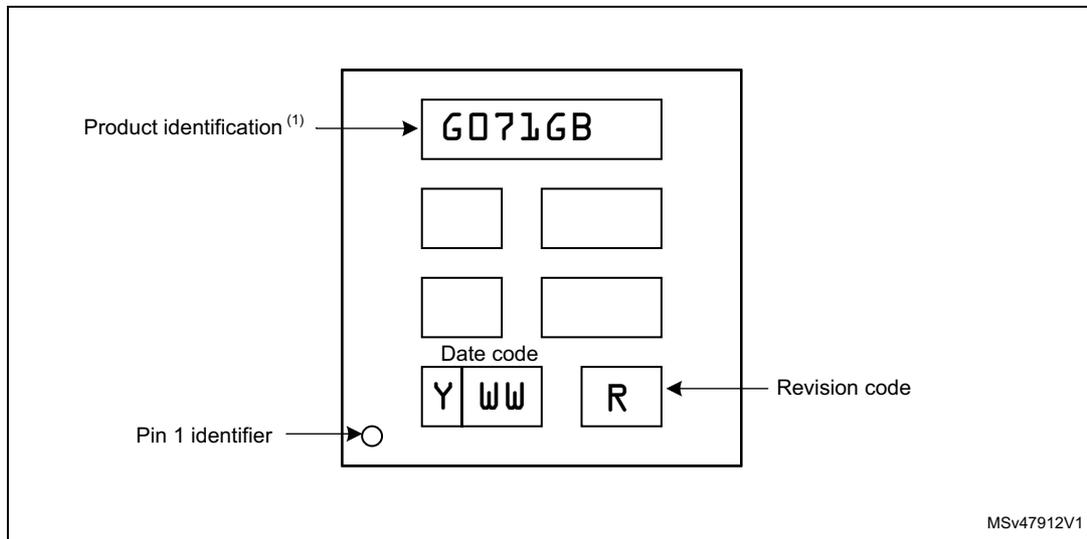 Product identification (1)
G071GB
Date code
Y WW
R
Revision code
Pin 1 identifier
MSv47912V1